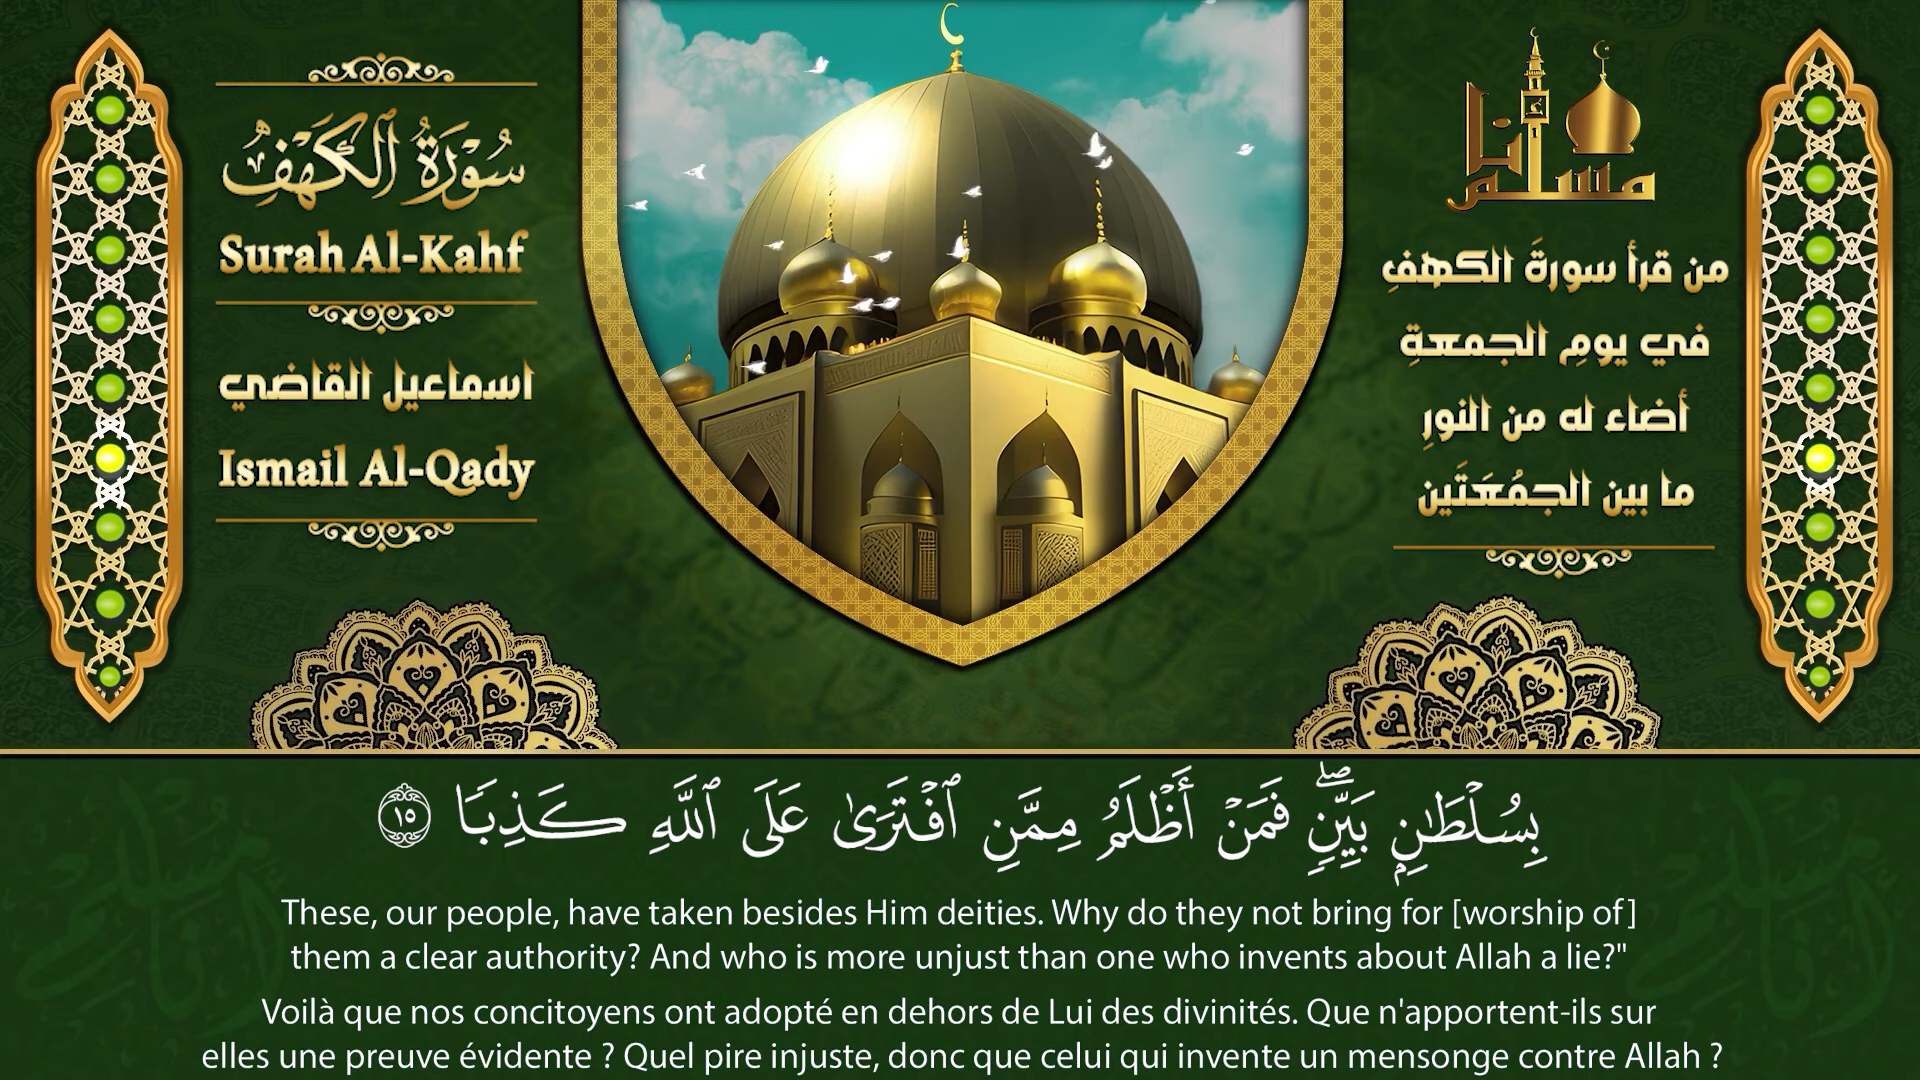 سُورَةُ ٱلْكَهْفِ
Surah Al-Kahf
اسماعيل القاضي
Ismail Al-Qady
أنا
مسلم
من قرأ سورةَ الكهفِ
في يومِ الجمعةِ
أضاء له من النورِ
ما بين الجمُعَتَين
بِسُلْطَٰنٍۭ بَيِّنٍۖ فَمَنْ أَظْلَمُ مِمَّنِ ٱفْتَرَىٰ عَلَى ٱللَّهِ كَذِبًا ١٥
These, our people, have taken besides Him deities. Why do they not bring for [worship of]
them a clear authority? And who is more unjust than one who invents about Allah a lie?"
Voilà que nos concitoyens ont adopté en dehors de Lui des divinités. Que n'apportent-ils sur
elles une preuve évidente ? Quel pire injuste, donc que celui qui invente un mensonge contre Allah ?